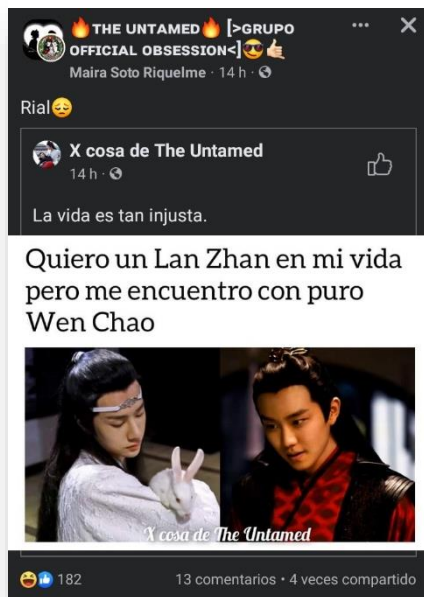 🔥THE UNTAMED🔥 [>GRUPO
OFFICIAL OBSESSION<]😎🤙🏻
Maira Soto Riquelme · 14 h ·
Rial😔
X cosa de The Untamed
14 h ·
La vida es tan injusta.
Quiero un Lan Zhan en mi vida
pero me encuentro con puro
Wen Chao
X cosa de The Untamed
182
13 comentarios • 4 veces compartido